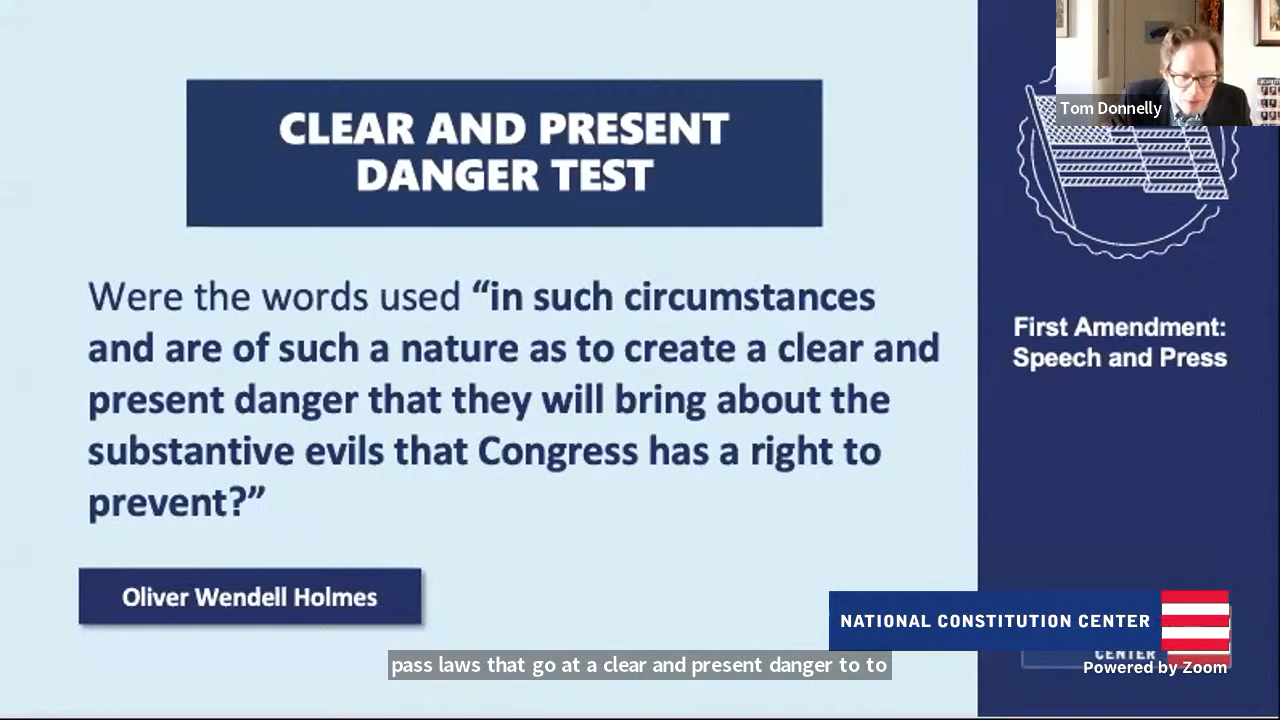 CLEAR AND PRESENT
DANGER TEST
Were the words used “in such circumstances
and are of such a nature as to create a clear and
present danger that they will bring about the
substantive evils that Congress has a right to
prevent?”
Oliver Wendell Holmes
Tom Donnelly
First Amendment:
Speech and Press
NATIONAL CONSTITUTION CENTER
CENTER
Powered by Zoom
pass laws that go at a clear and present danger to to